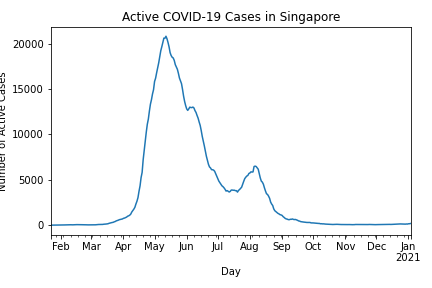 Active COVID-19 Cases in Singapore
Number of Active Cases
20000
15000
10000
5000
0
Feb Mar Apr May Jun Jul Aug Sep Oct Nov Dec Jan
2021
Day